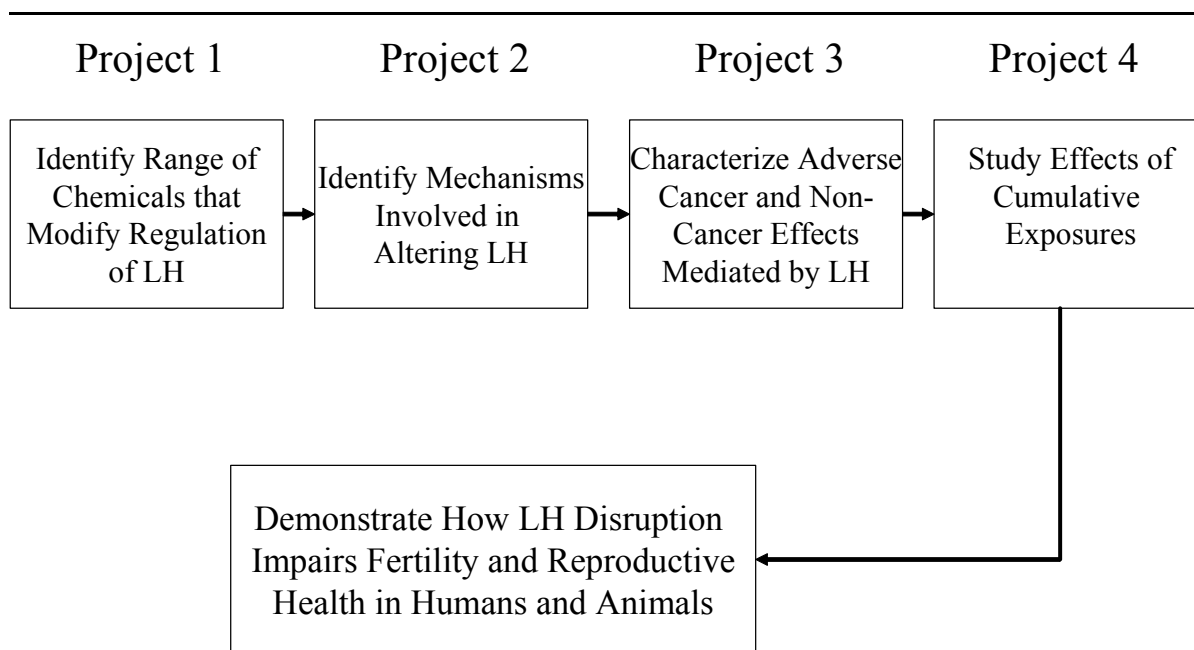 Project 1
Project 2
Project 3
Project 4
Identify Range of
Chemicals that
Modify Regulation
of LH
Identify Mechanisms
Involved in
Altering LH
Characterize Adverse
Cancer and Non-
Cancer Effects
Mediated by LH
Study Effects of
Cumulative
Exposures
Demonstrate How LH Disruption
Impairs Fertility and Reproductive
Health in Humans and Animals